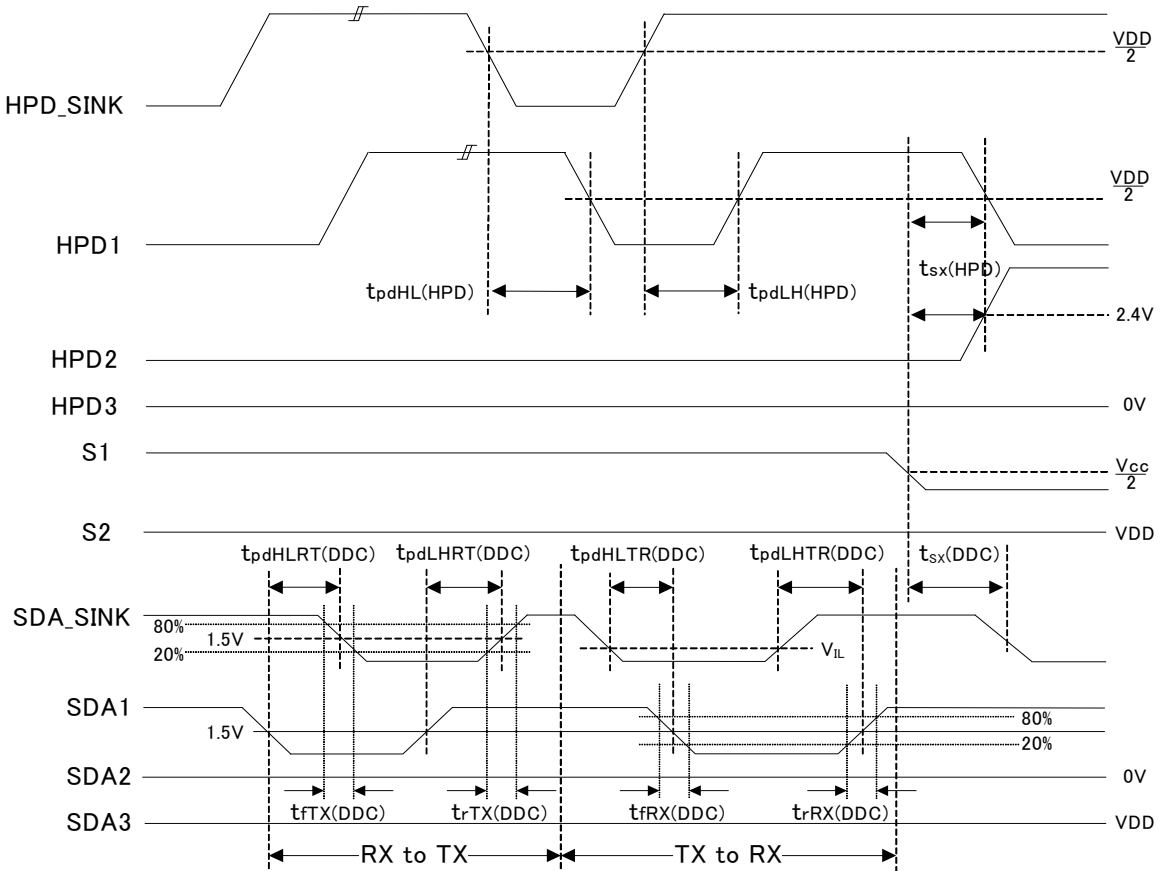 VDD
2
HPD_SINK
VDD
2
HPD1
tsx(HPD)
tpdHL(HPD)
tpdLH(HPD)
2.4V
HPD2
HPD3
0V
S1
Vcc
2
S2
VDD
tpdHLRT(DDC)
tpdLHRT(DDC)
tpdHLTR(DDC)
tpdLHTR(DDC)
tsx(DDC)
SDA_SINK
80%
1.5V
20%
VIL
SDA1
80%
1.5V
20%
SDA2
0V
tfTX(DDC)
trTX(DDC)
tfRX(DDC)
trRX(DDC)
SDA3
VDD
RX to TX
TX to RX